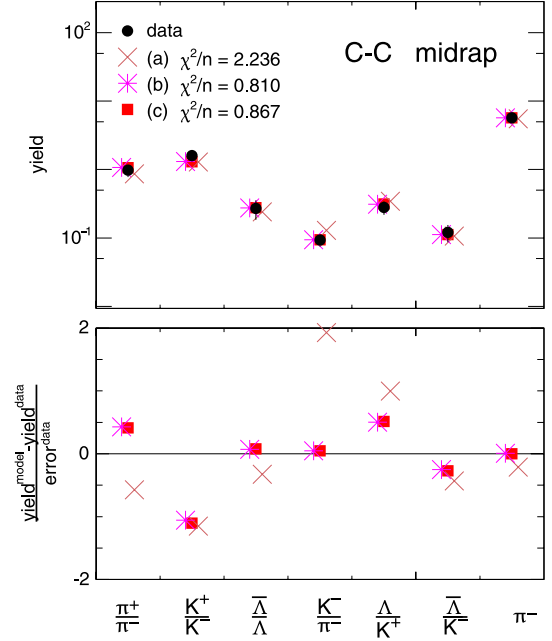 10²
data
C-C midrap
(a) χ²/n = 2.236
(b) χ²/n = 0.810
(c) χ²/n = 0.867
yield
10⁻¹
2
yield^model-yield^data
error^data
0
-2
π⁺/π⁻ K⁺/K⁻ Λ̅/Λ K⁻/π⁻ Λ/K⁺ Λ̅/K⁻ π⁻